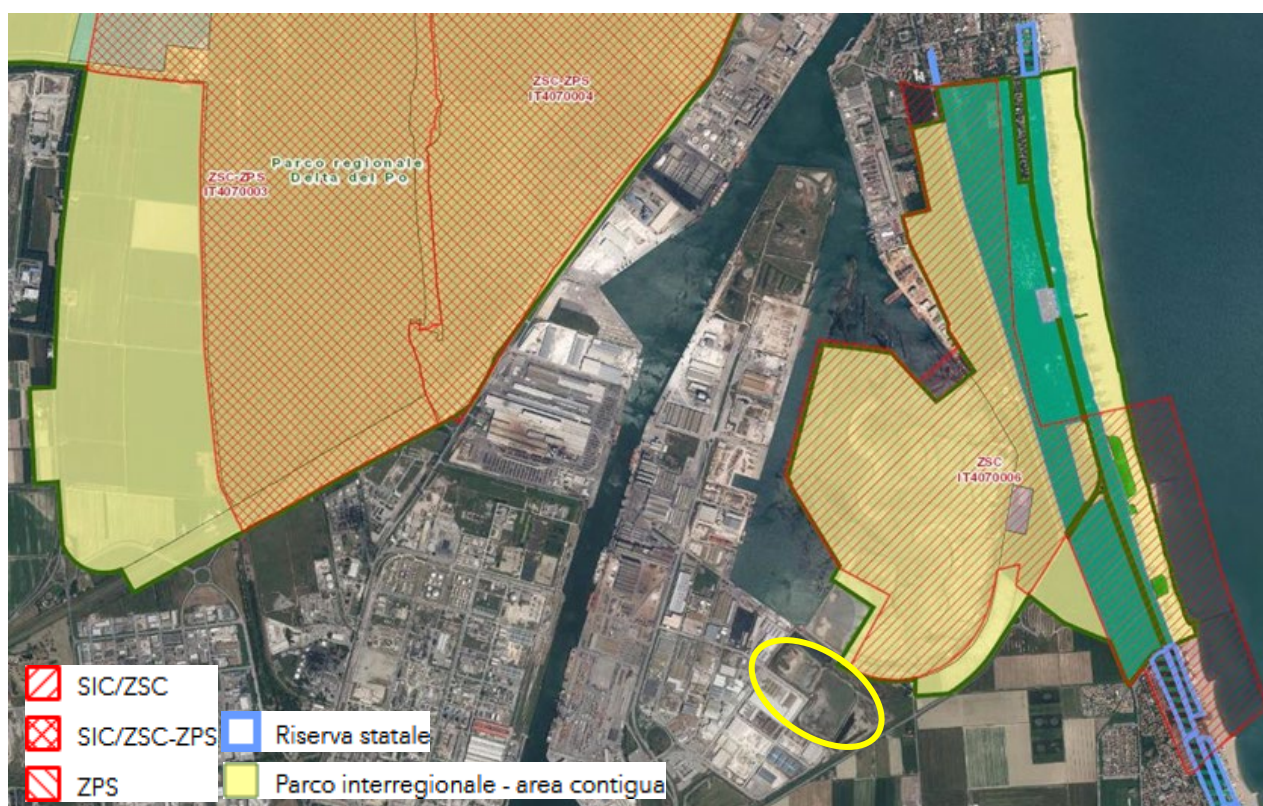 ZSC-ZPS
IT4070004
Parco regionale
Delta del Po
ZSC-ZPS
IT4070003
ZSC
IT4070006
SIC/ZSC
SIC/ZSC-ZPS
ZPS
Riserva statale
Parco interregionale - area contigua